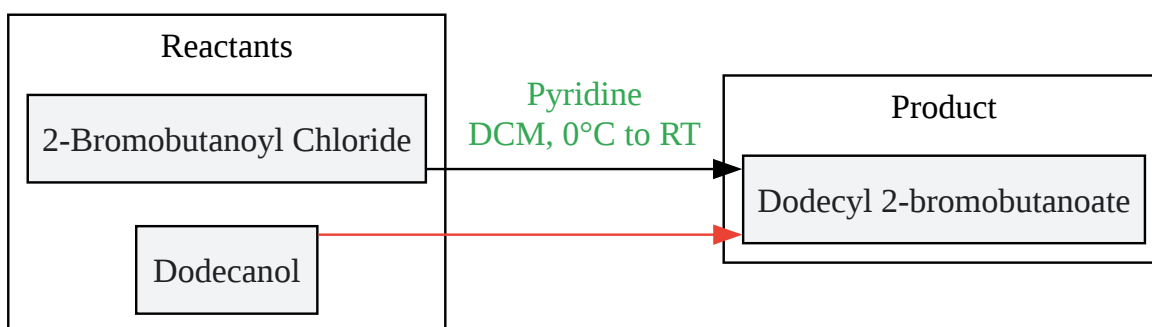 Reactants
2-Bromobutanoyl Chloride
Dodecanol
Pyridine
DCM, 0°C to RT
Product
Dodecyl 2-bromobutanoate